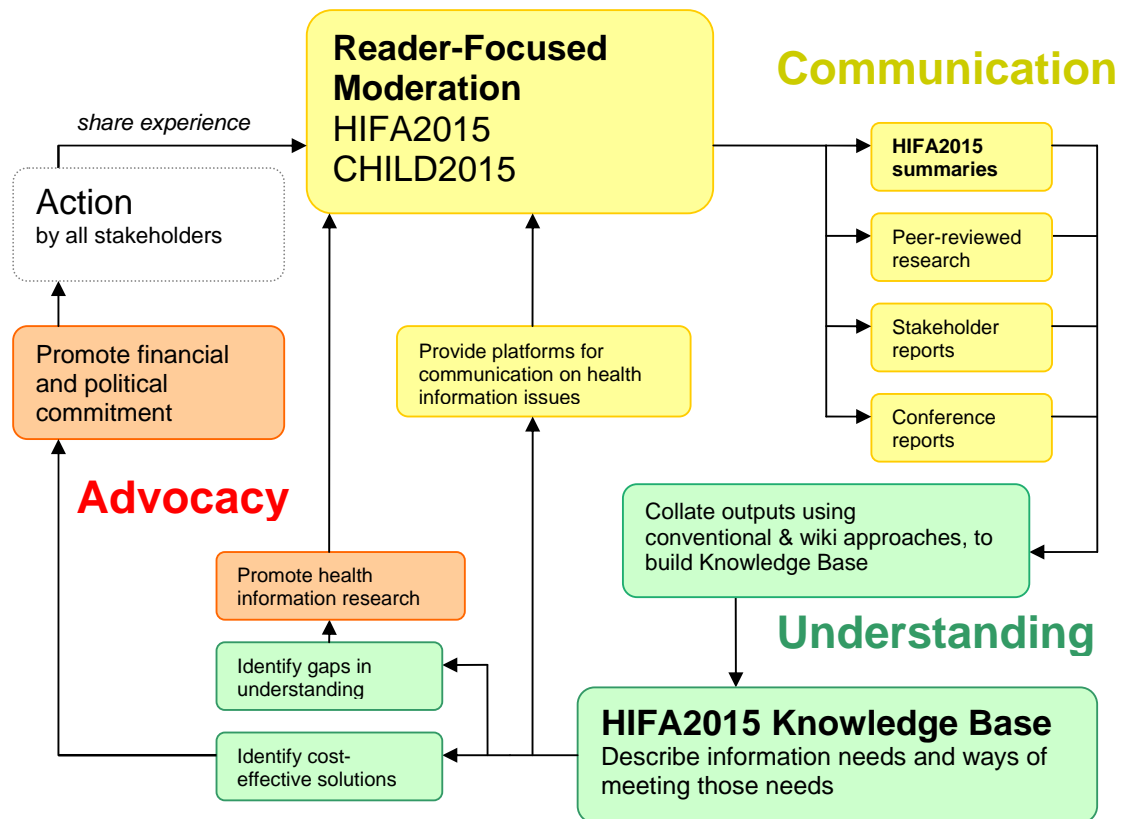 Reader-Focused
Moderation
HIFA2015
CHILD2015
Communication
share experience
HIFA2015
summaries
Action
by all stakeholders
Peer-reviewed
research
Stakeholder
reports
Promote financial
and political
commitment
Provide platforms for
communication on health
information issues
Conference
reports
Advocacy
Collate outputs using
conventional & wiki approaches, to
build Knowledge Base
Promote health
information research
Understanding
Identify gaps in
understanding
HIFA2015 Knowledge Base
Describe information needs and ways of
meeting those needs
Identify cost-
effective solutions